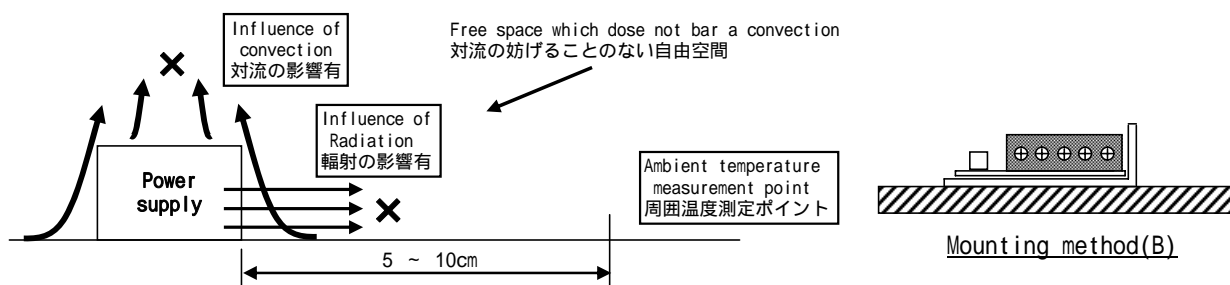 Influence of
convection
対流の影響有
Free space which dose not bar a convection
対流の妨げることのない自由空間
Influence of
Radiation
輻射の影響有
Power
supply
Ambient temperature
measurement point
周囲温度測定ポイント
5 ~ 10cm
Mounting method(B)